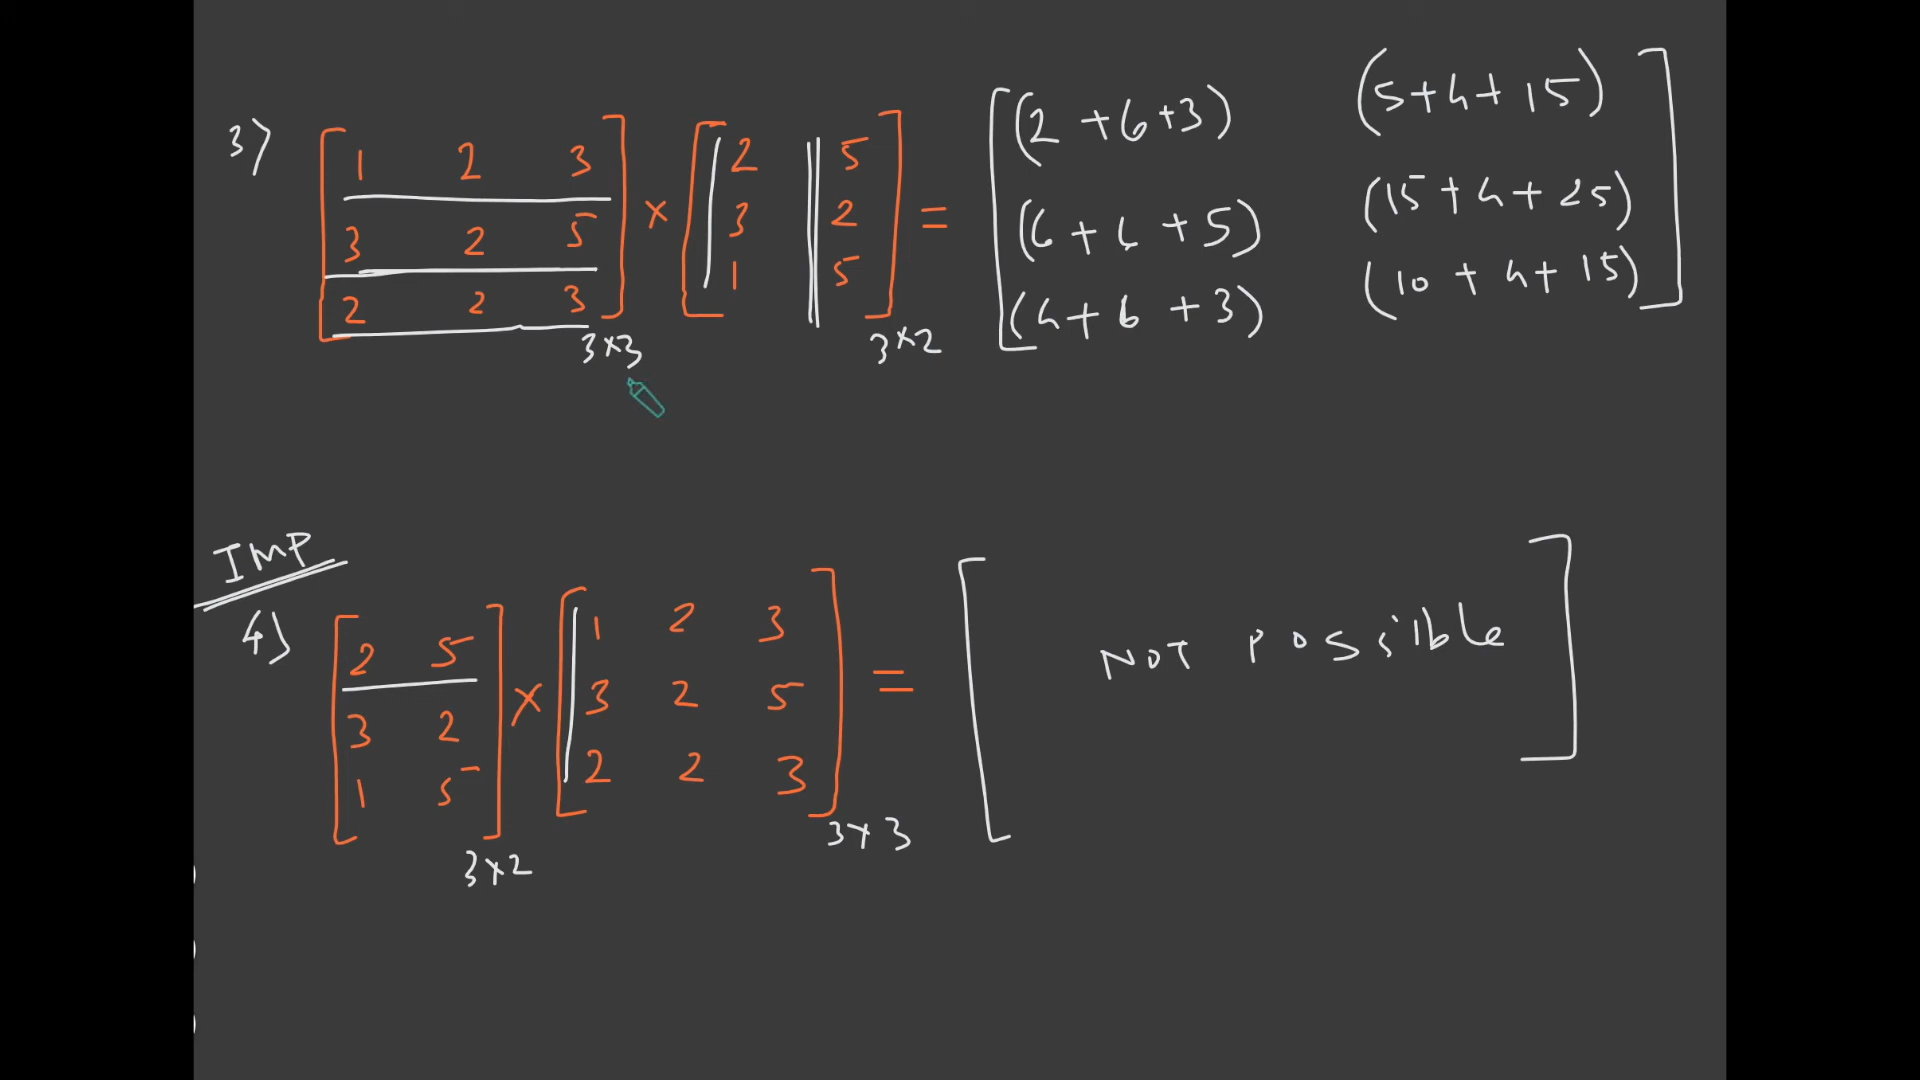 3)
1 2 3
3 2 5
2 2 3
3×3
×
2 5
3 2
1 5
3×2
=
(2+6+3) (5+4+15)
(6+6+5) (15+4+25)
(4+6+3) (10+4+15)
IMP
4)
2 5
3 2
1 5
3×2
×
1 2 3
3 2 5
2 2 3
3×3
=
NOT Possible